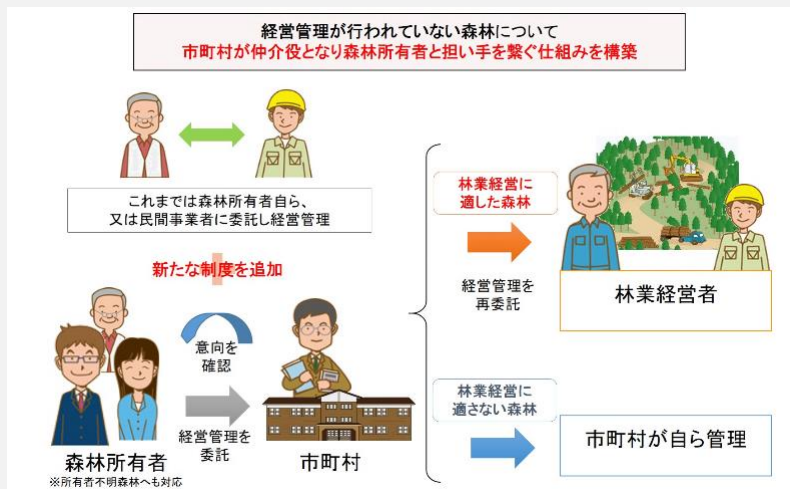 経営管理が行われていない森林について
市町村が仲介役となり森林所有者と担い手を繋ぐ仕組みを構築
これまでは森林所有者自ら、
又は民間事業者に委託し経営管理
新たな制度を追加
意向を
確認
経営管理を
委託
森林所有者
※所有者不明森林へも対応
市町村
林業経営に
適した森林
経営管理を
再委託
林業経営者
林業経営に
適さない森林
市町村が自ら管理